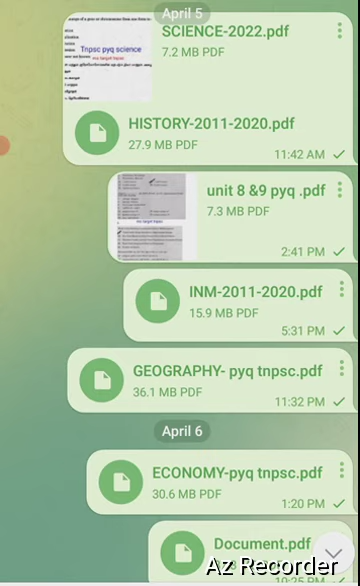 April 5
Tnpsc pyq science
SCIENCE-2022.pdf
7.2 MB PDF
HISTORY-2011-2020.pdf
27.9 MB PDF
11:42 AM
unit 8 &9 pyq .pdf
7.3 MB PDF
2:41 PM
INM-2011-2020.pdf
15.9 MB PDF
5:31 PM
GEOGRAPHY- pyq tnpsc.pdf
36.1 MB PDF
11:32 PM
April 6
ECONOMY-pyq tnpsc.pdf
30.6 MB PDF
1:20 PM
Document.pdf
Az Recorder
10:25 PM